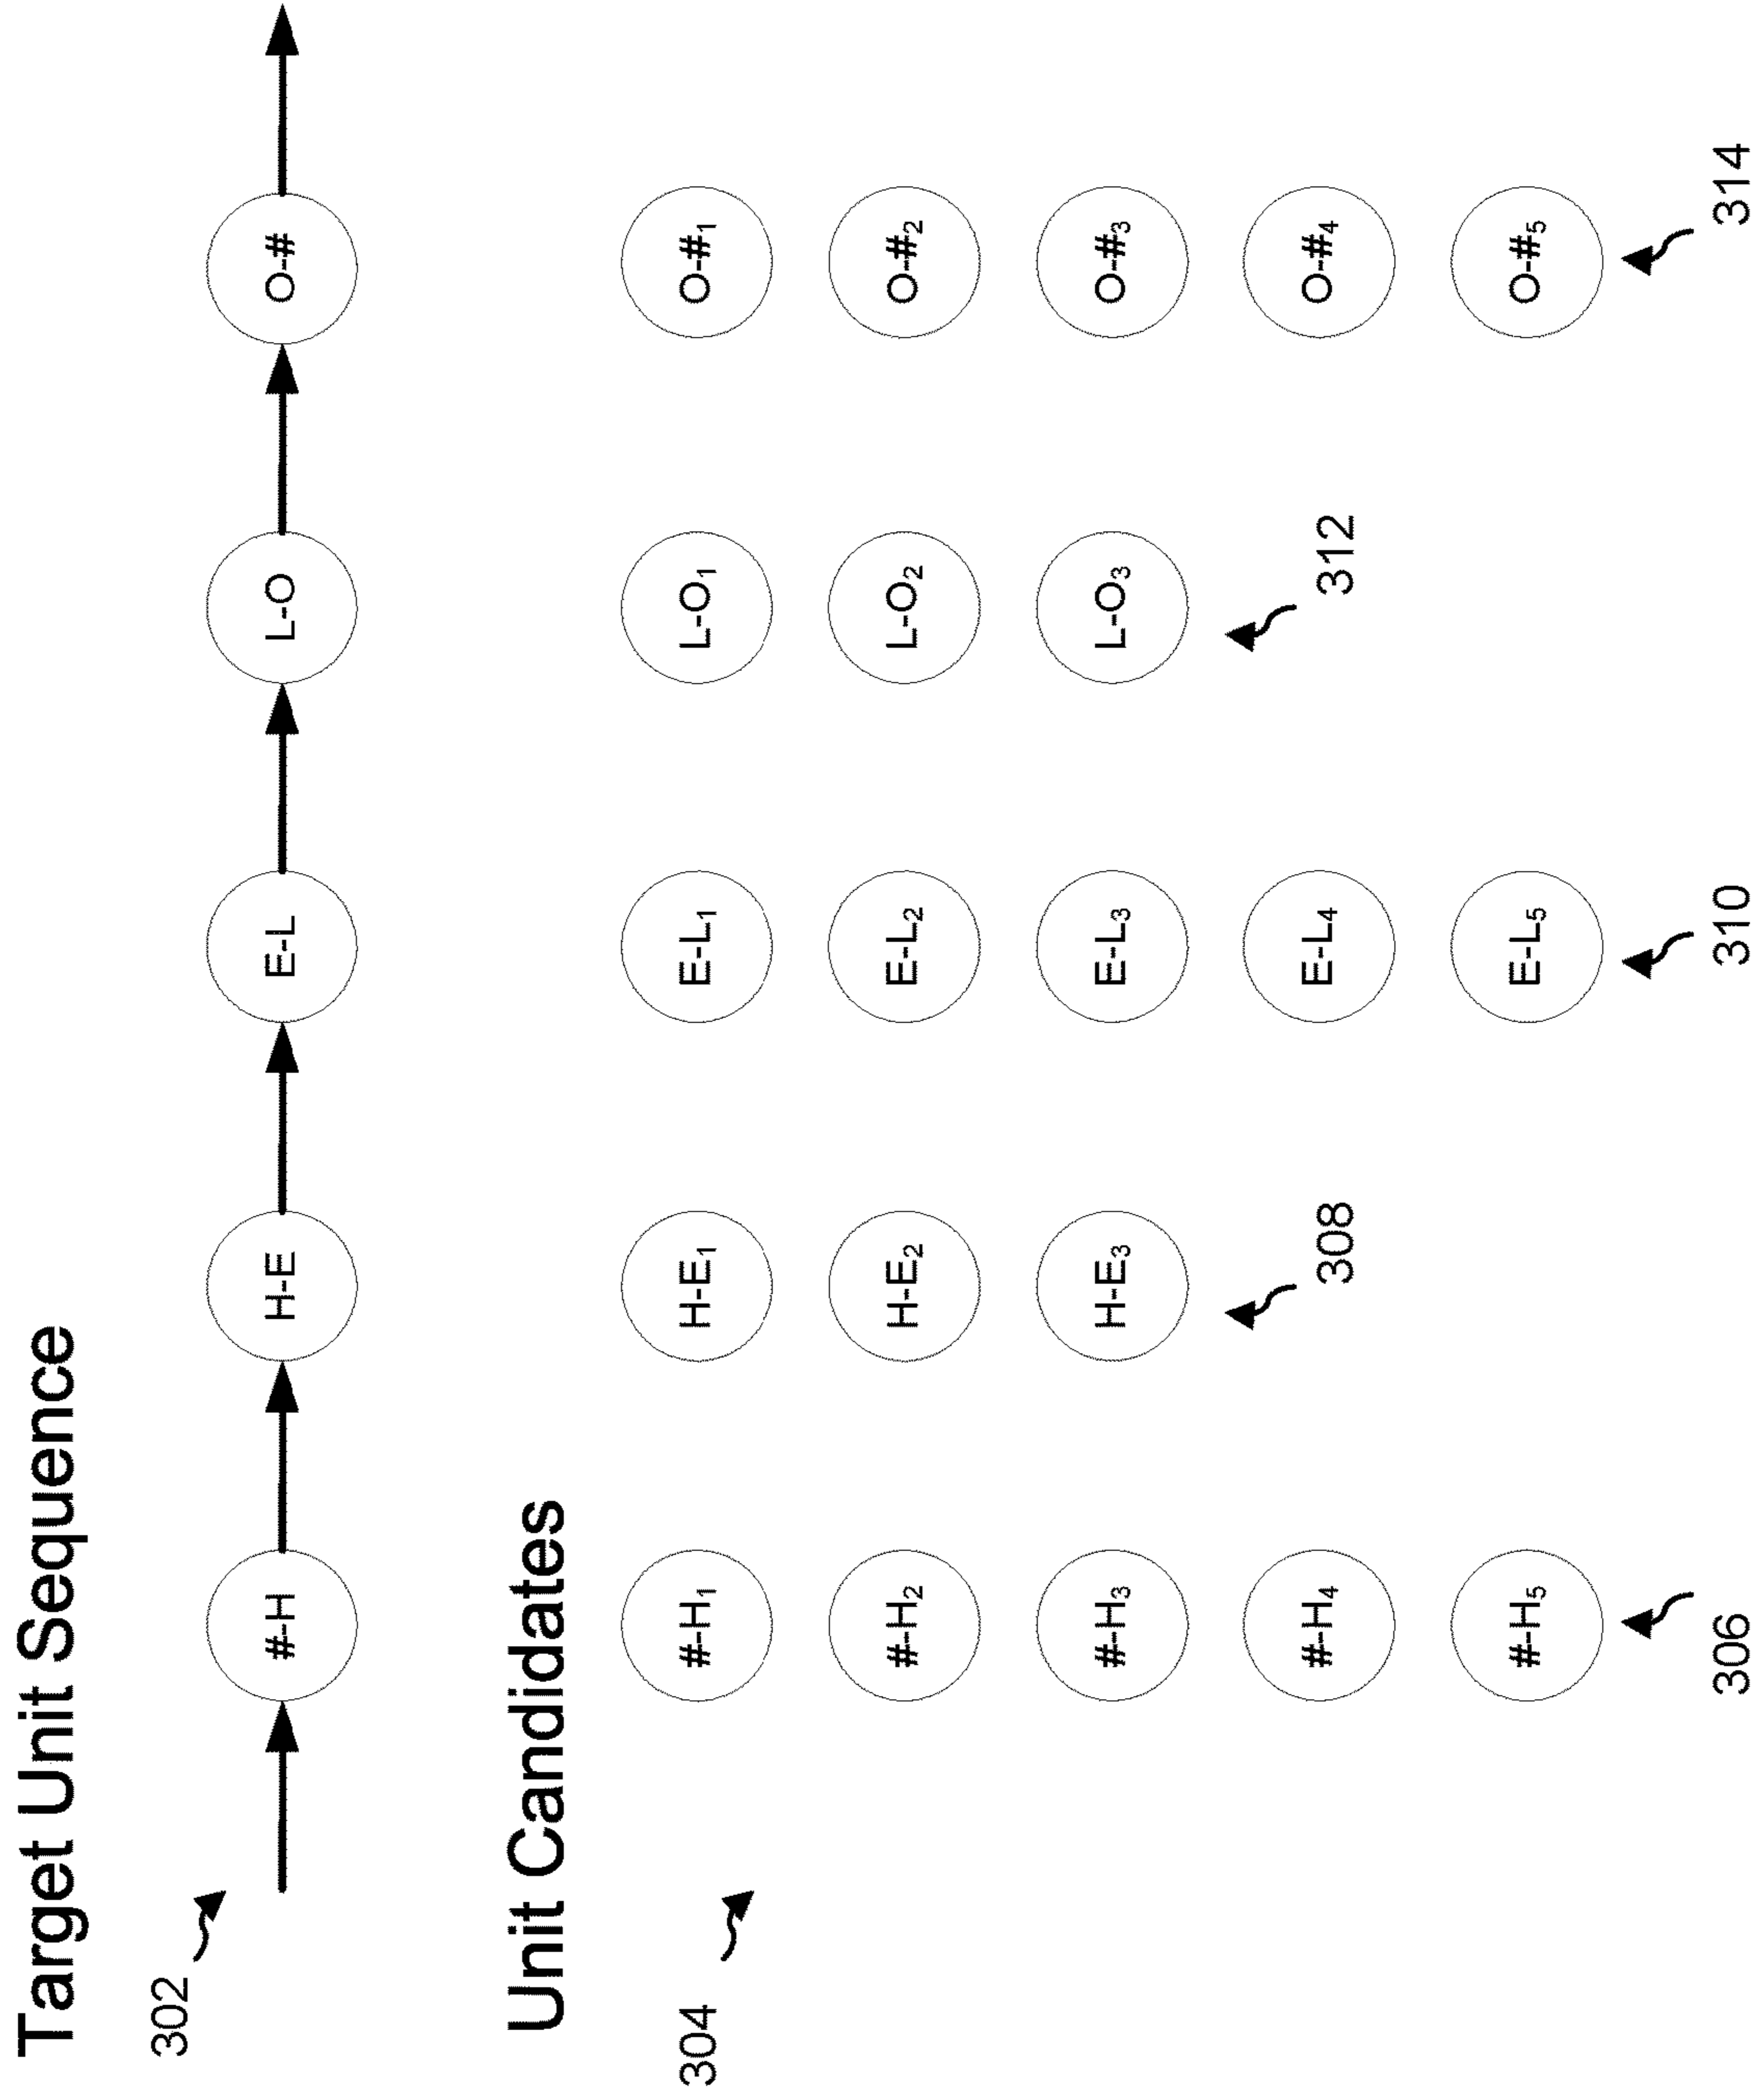 Target Unit Sequence
302
#-H H-E E-L L-O O-#
Unit Candidates
304
#-H₁ H-E₁ E-L₁ L-O₁ O-#₁
#-H₂ H-E₂ E-L₂ L-O₂ O-#₂
#-H₃ H-E₃ E-L₃ L-O₃ O-#₃
#-H₄ E-L₄ O-#₄
308 312
#-H₅ E-L₅ O-#₅
306 310 314